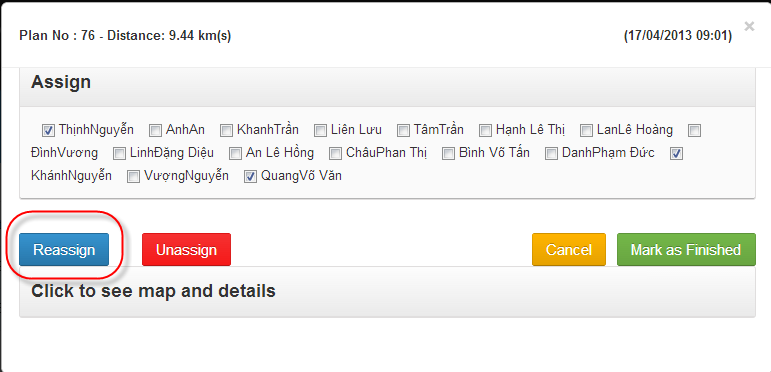 Plan No : 76 - Distance: 9.44 km(s) (17/04/2013 09:01) ×
Assign
ThịnhNguyễn AnhAn KhanhTrần Liên Lưu TâmTrần Hạnh Lê Thị LanLê Hoàng
ĐìnhVương LinhĐặng Diệu An Lê Hồng ChâuPhan Thị Bình Võ Tấn DanhPhạm Đức
KhánhNguyễn VượngNguyễn QuangVõ Văn
Reassign Unassign Cancel Mark as Finished
Click to see map and details